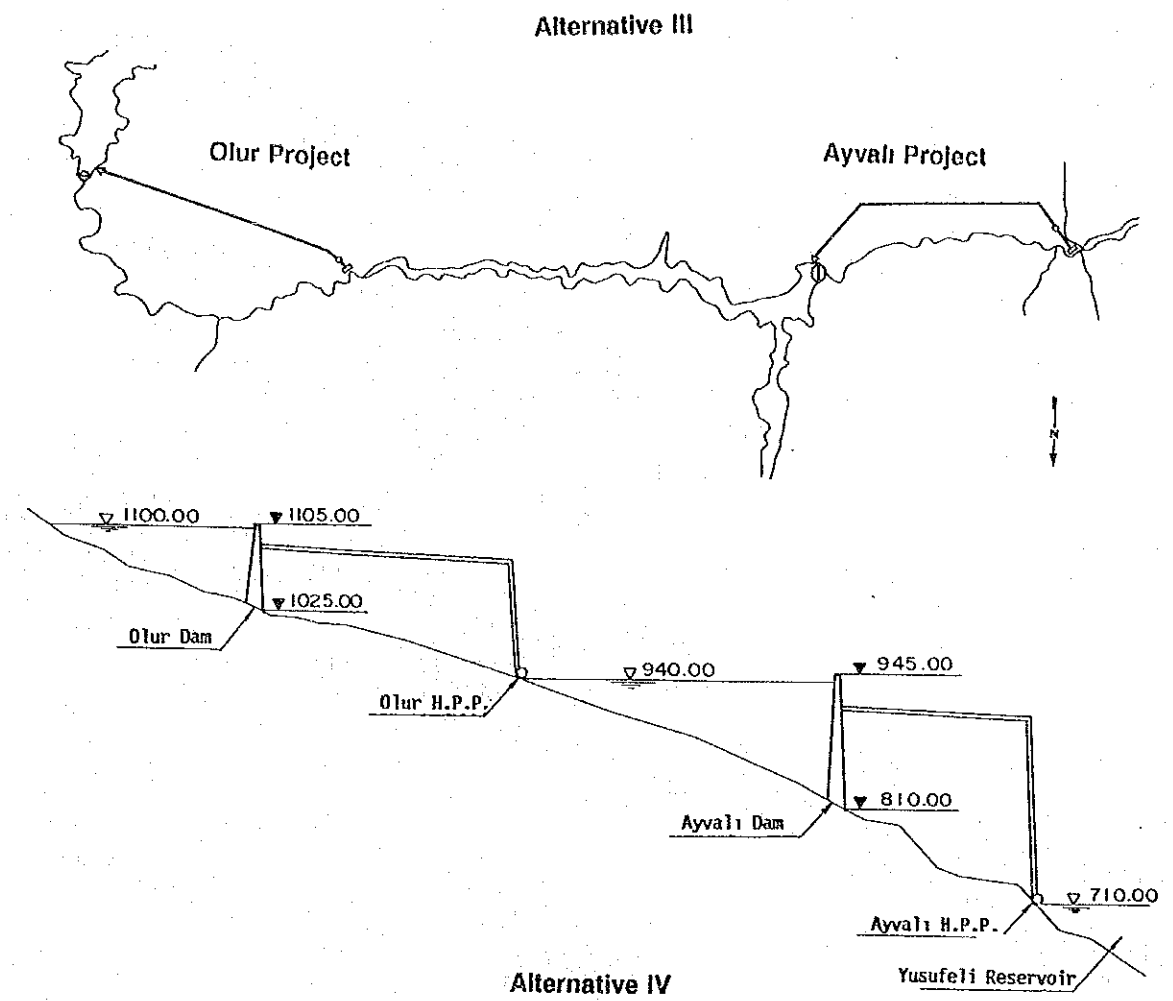 Alternative III
Olur Project
Ayvalı Project
N
1100.00
1105.00
1025.00
Olur Dam
940.00
945.00
Olur H.P.P.
810.00
Ayvalı Dam
710.00
Ayvalı H.P.P.
Yusufeli Reservoir
Alternative IV